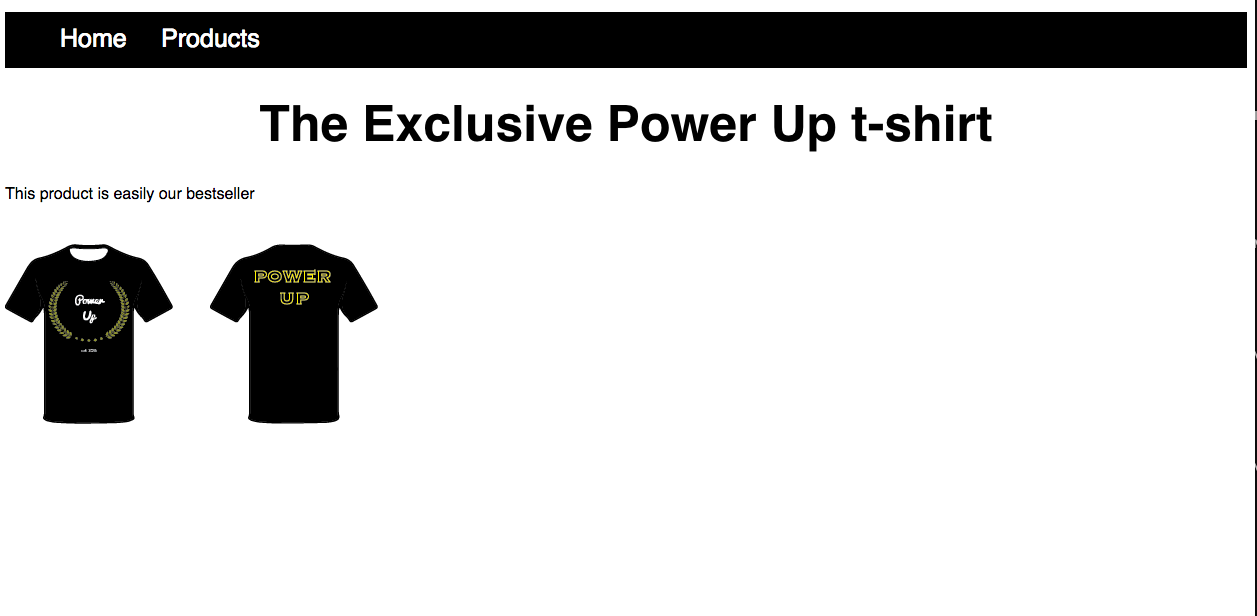 Home Products
The Exclusive Power Up t-shirt
This product is easily our bestseller
Power
Up
POWER
UP